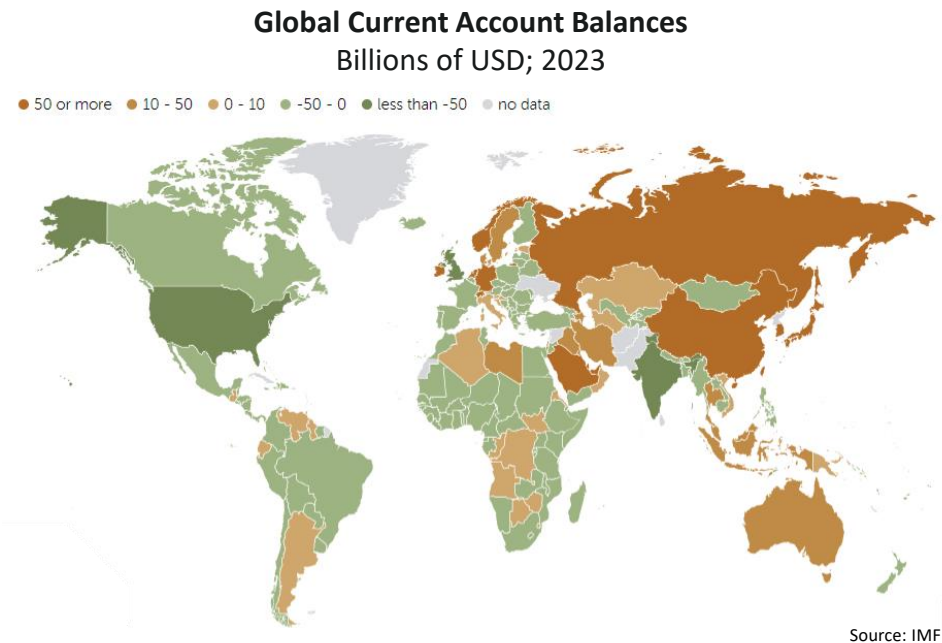 Global Current Account Balances
Billions of USD; 2023
50 or more 10 - 50 0 - 10 -50 - 0 less than -50 no data
Source: IMF